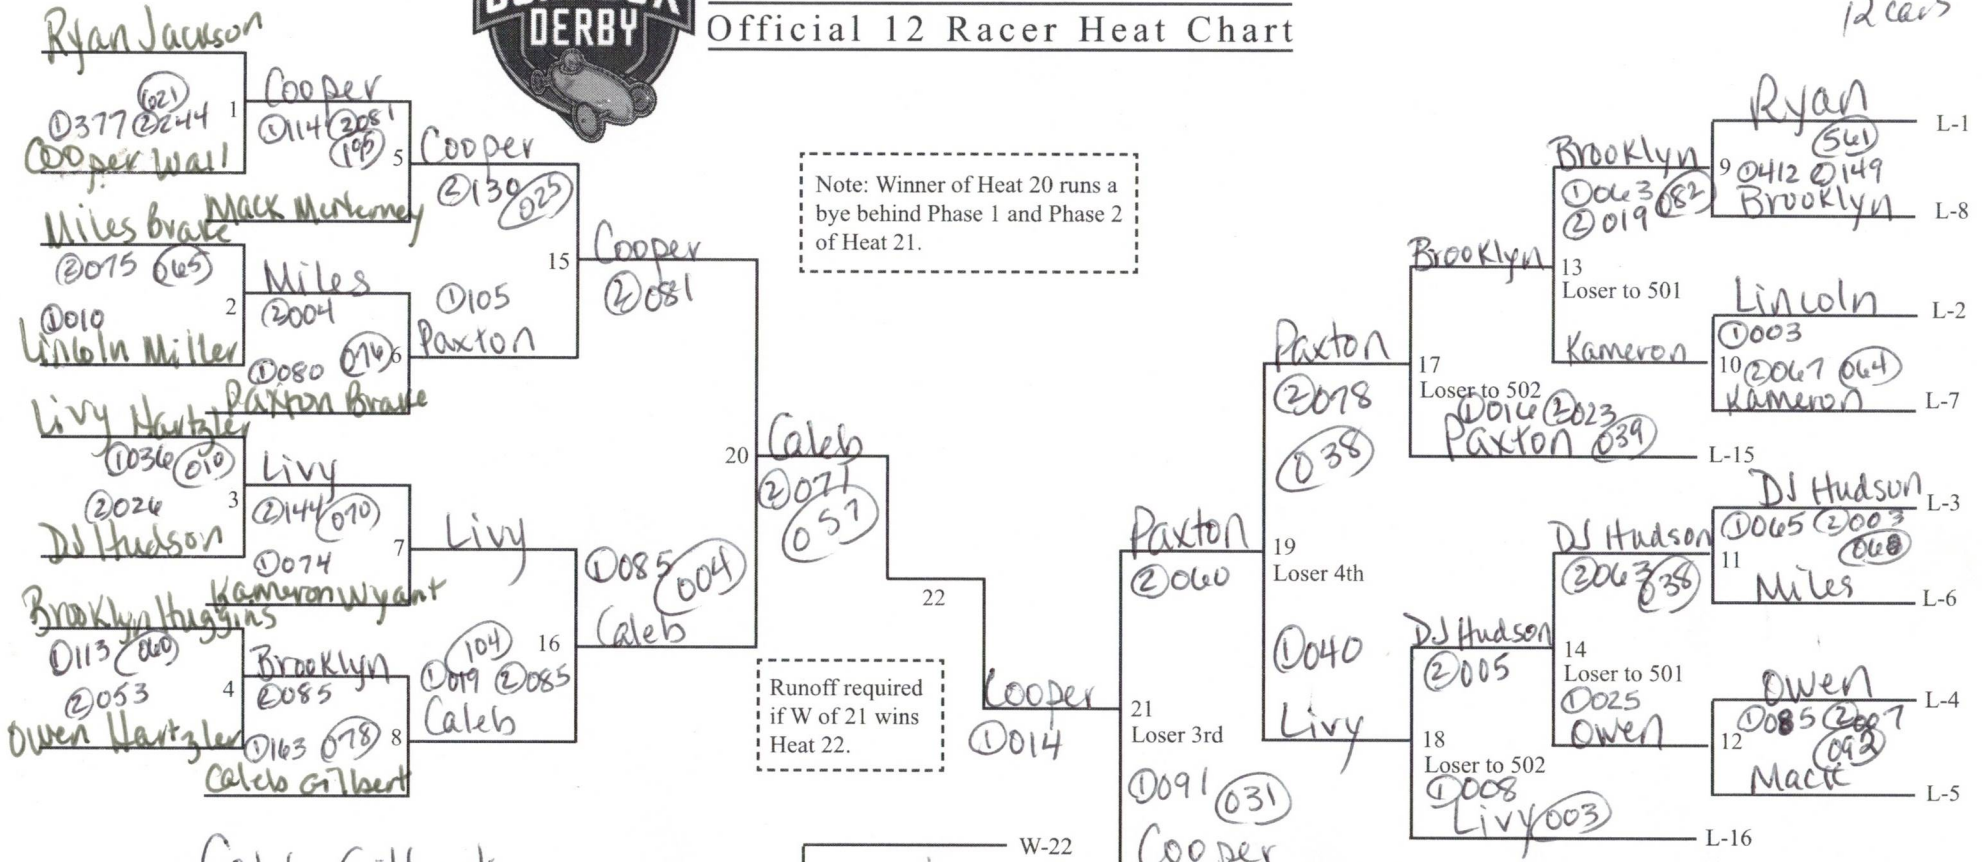 DERBY
Official 12 Racer Heat Chart
12 cars
Ryan Jackson
①377 ②244 021
1
Cooper Wall
Cooper
①114 ②081
195
5
Mack McKerney
Miles Brake
②075 065
2
①010
Lincoln Miller
Miles
②004
①080 076
6
Paxton Brake
Livy Hartzler
①036 010
②026
3
DJ Hudson
Livy
②144 070
①074
7
Kameron Wyant
Brooklyn Huggins
①113 060
②053
4
Owen Hartzler
Brooklyn
②085
①163 078
8
Caleb Gilbert
Cooper
②130 025
15
①105
Paxton
Livy
104
①019 ②085
16
Caleb
Cooper
②081
20
①085 004
Caleb
Note: Winner of Heat 20 runs a
bye behind Phase 1 and Phase 2
of Heat 21.
Caleb
②071
057
22
Runoff required
if W of 21 wins
Heat 22.
Cooper
①014
W-22
Paxton
②060
21
Loser 3rd
①091 031
Cooper
Paxton
②078
038
19
Loser 4th
①040
Livy
Brooklyn
17
Loser to 502
①016 ②023
Paxton 039
L-15
DJ Hudson
②005
18
Loser to 502
①008
Livy 003
L-16
Brooklyn
①063 082
②019
13
Loser to 501
Kameron
DJ Hudson
②063 038
14
Loser to 501
①025
Owen
Ryan
L-1
561
9
①412 ②149
Brooklyn
L-8
Lincoln
L-2
①003
10
②067 064
Kameron
L-7
DJ Hudson
L-3
①065 ②003
068
11
Miles
L-6
Owen
L-4
①085 ②007
092
12
Mack
L-5